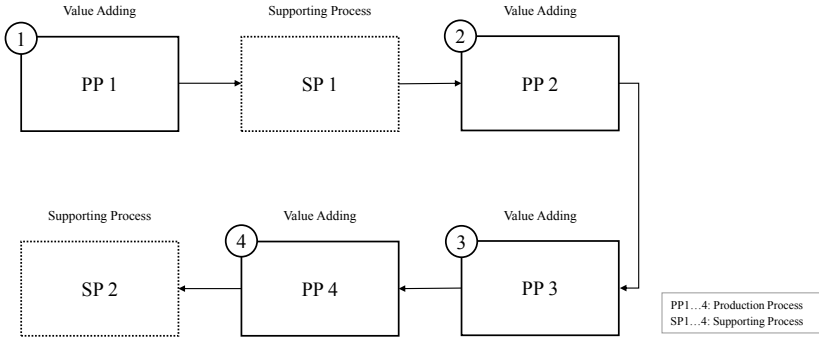 Value Adding
Supporting Process
Value Adding
1
2
PP 1
SP 1
PP 2
Supporting Process
Value Adding
Value Adding
4
3
SP 2
PP 4
PP 3
PP1…4: Production Process
SP1…4: Supporting Process